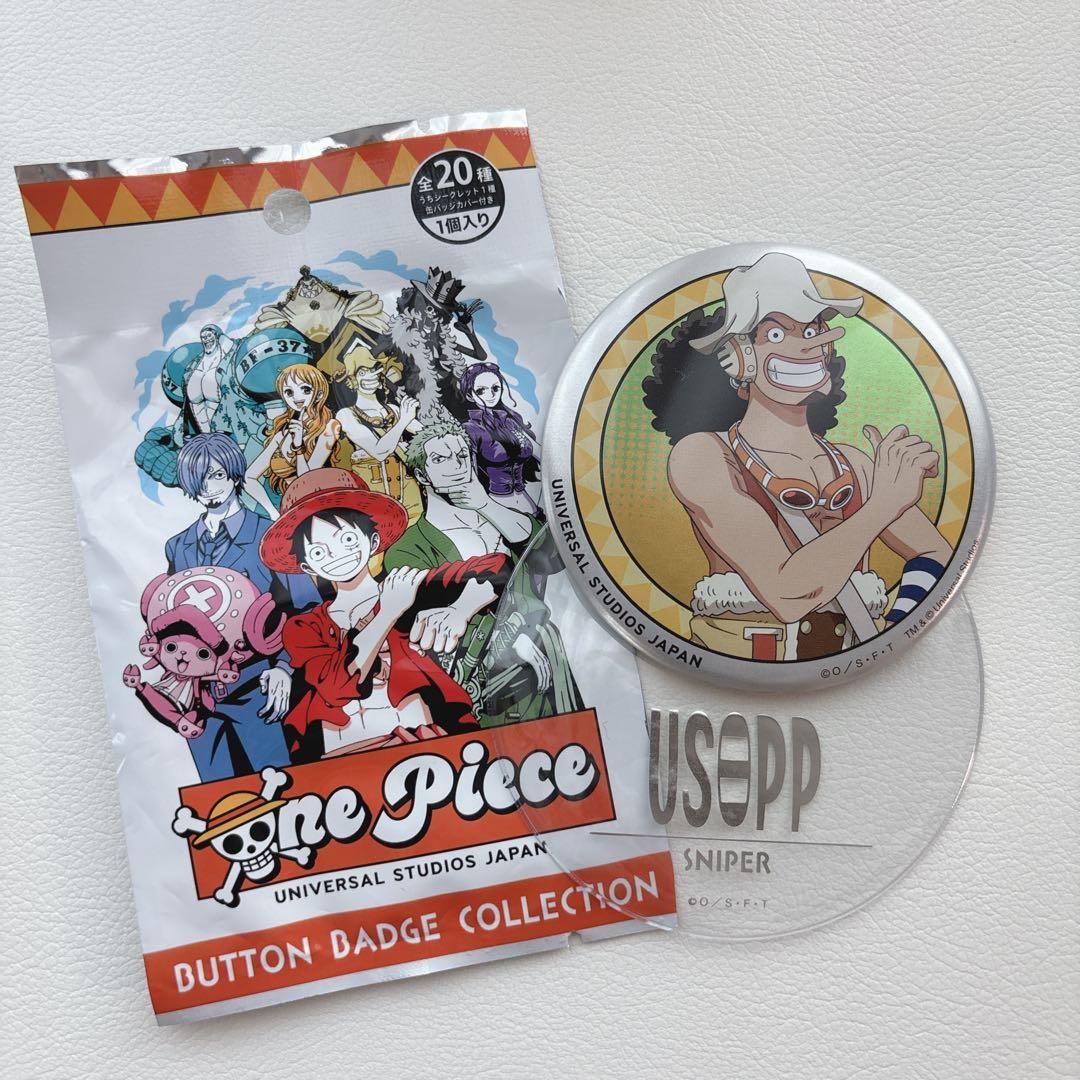 全20種
うちシークレット1種
缶バッジカバー付き
1個入り
BF-37
One Piece
UNIVERSAL STUDIOS JAPAN
BUTTON BADGE COLLECTION
UNIVERSAL STUDIOS JAPAN
TM & © Universal Studios
©O/S・F・T
USOPP
SNIPER
©O/S・F・T